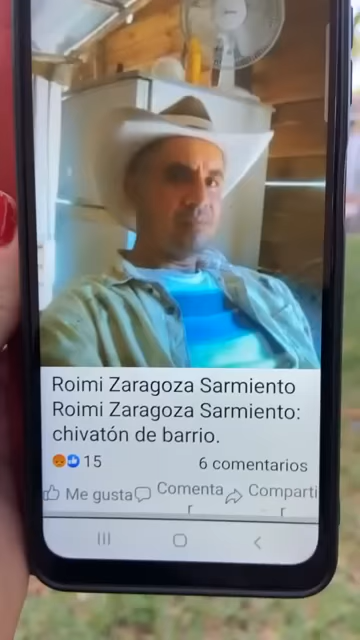 Roimi Zaragoza Sarmiento
Roimi Zaragoza Sarmiento:
chivatón de barrio.
15
6 comentarios
Me gusta
Comenta
r
Comparti
r